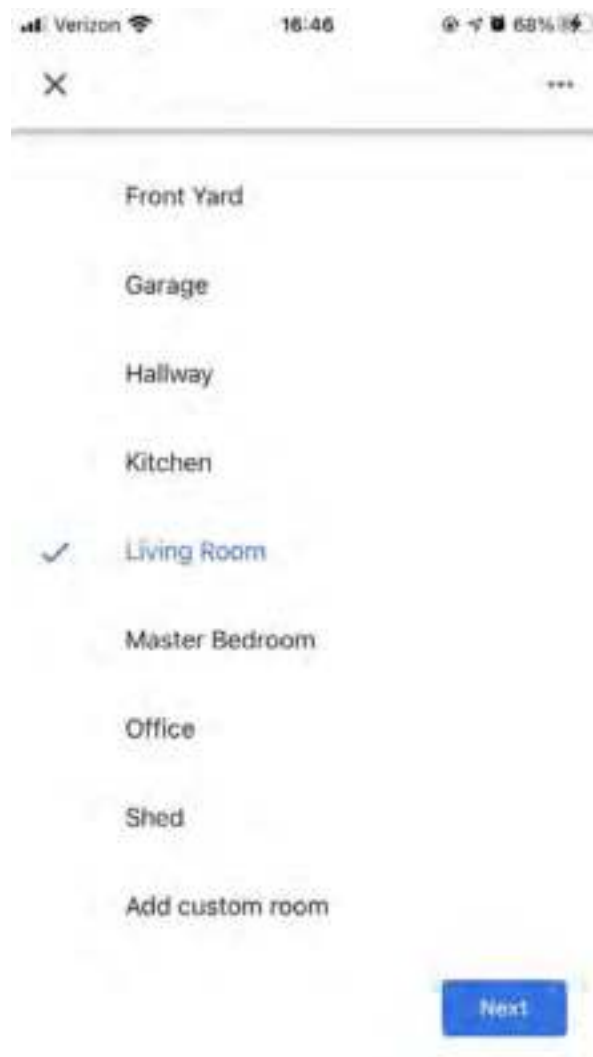 Verizon 16:46 68%
Front Yard
Garage
Hallway
Kitchen
Living Room
Master Bedroom
Office
Shed
Add custom room
Next